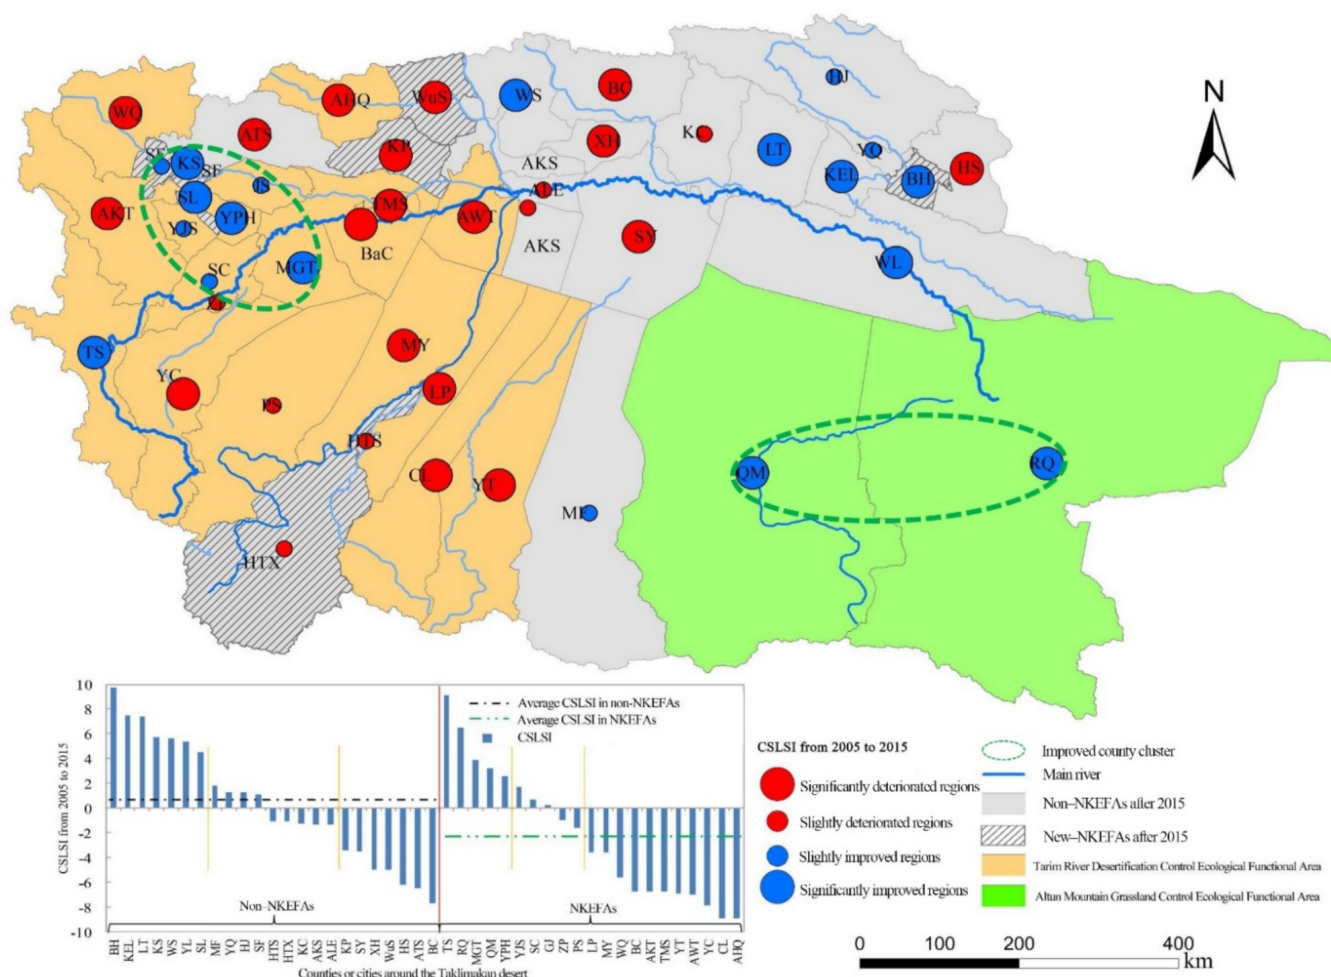 N
HJ
WQ
AHQ
WuS
WS
BC
ATS
KP
XH
KC
LT
YQ
KEL
BH
HS
SF
KS
SF
JS
SL
YPH
YJS
AKT
TMS
BaC
AWT
AKS
ALE
AKS
SY
WL
SC
MGT
TS
YC
PS
MY
LP
HTS
CL
YT
HTX
MF
QM
RQ
10
8
6
4
2
0
-2
-4
-6
-8
-10
CSLSI from 2005 to 2015
Average CSLSI in non-NKEFAs
Average CSLSI in NKEFAs
CSLSI
Non–NKEFAs
NKEFAs
BH KEL LT KS WS YL SL MF YQ HJ SF HTS HTX KC AKS ALE KP SY XH WuS HS ATS BC TS RQ MGT QM YPH YJS SC GJ ZP PS LP MY WQ BC AKT TMS YT AWT YC CL AHQ
Counties or cities around the Taklimakan desert
CSLSI from 2005 to 2015
Significantly deteriorated regions
Slightly deteriorated regions
Slightly improved regions
Significantly improved regions
Improved county cluster
Main river
Non–NKEFAs after 2015
New–NKEFAs after 2015
Tarim River Desertification Control Ecological Functional Area
Altun Mountain Grassland Control Ecological Functional Area
0 200 400
km